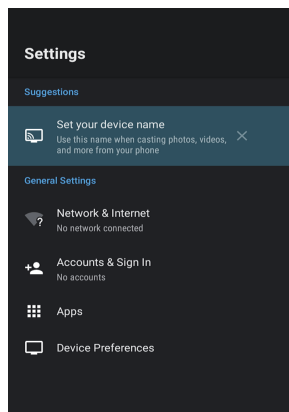 Settings
Suggestions
Set your device name
Use this name when casting photos, videos,
and more from your phone
General Settings
Network & Internet
No network connected
Accounts & Sign In
No accounts
Apps
Device Preferences